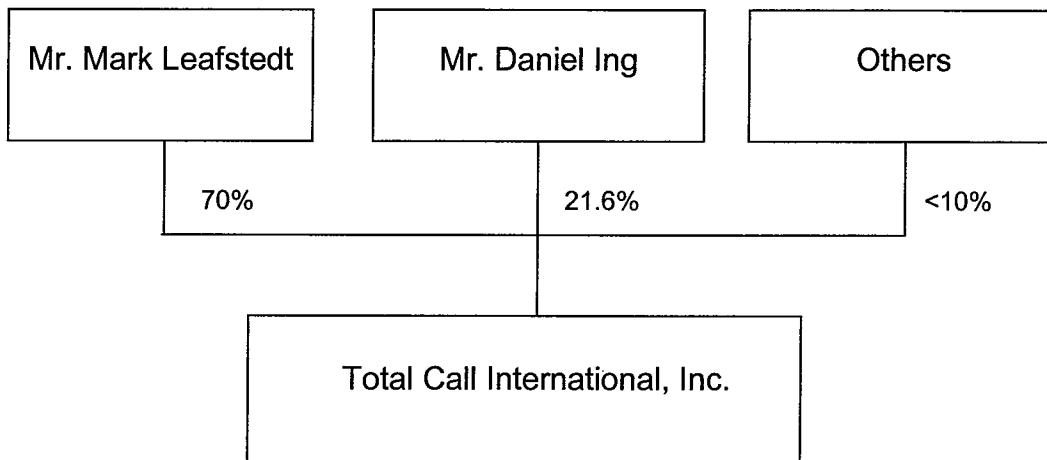 Mr. Mark Leafstedt
Mr. Daniel Ing
Others
70%
21.6%
<10%
Total Call International, Inc.